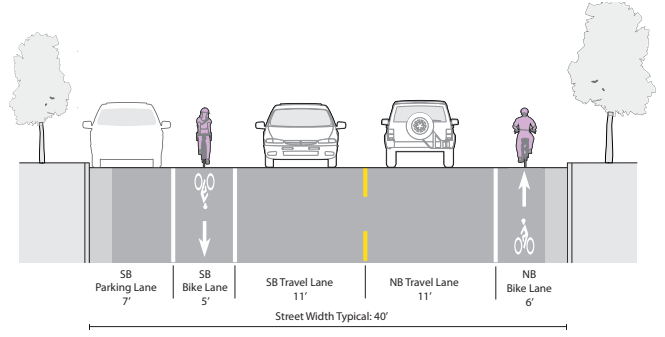 SB
Parking Lane
7’
SB
Bike Lane
5’
SB Travel Lane
11’
NB Travel Lane
11’
NB
Bike Lane
6’
Street Width Typical: 40’